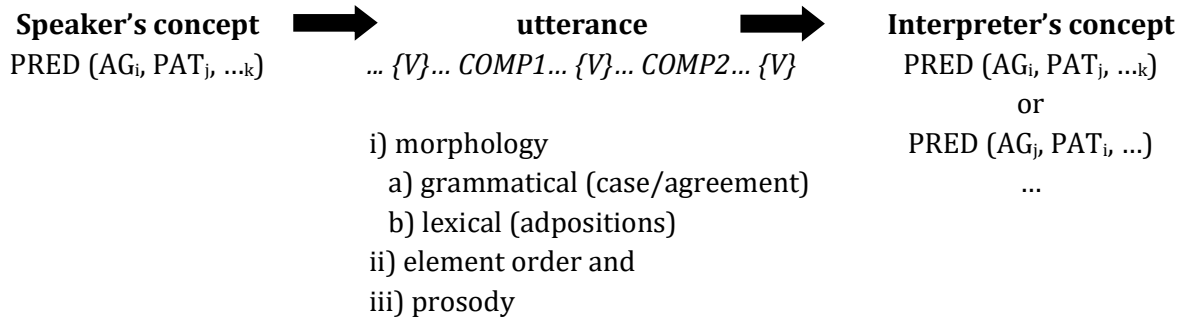 Speaker's concept utterance Interpreter's concept
PRED (AGᵢ, PATⱼ, …ₖ) ... {V}... COMP1... {V}... COMP2... {V} PRED (AGᵢ, PATⱼ, …ₖ)
or
i) morphology PRED (AGⱼ, PATᵢ, …)
a) grammatical (case/agreement) …
b) lexical (adpositions)
ii) element order and
iii) prosody